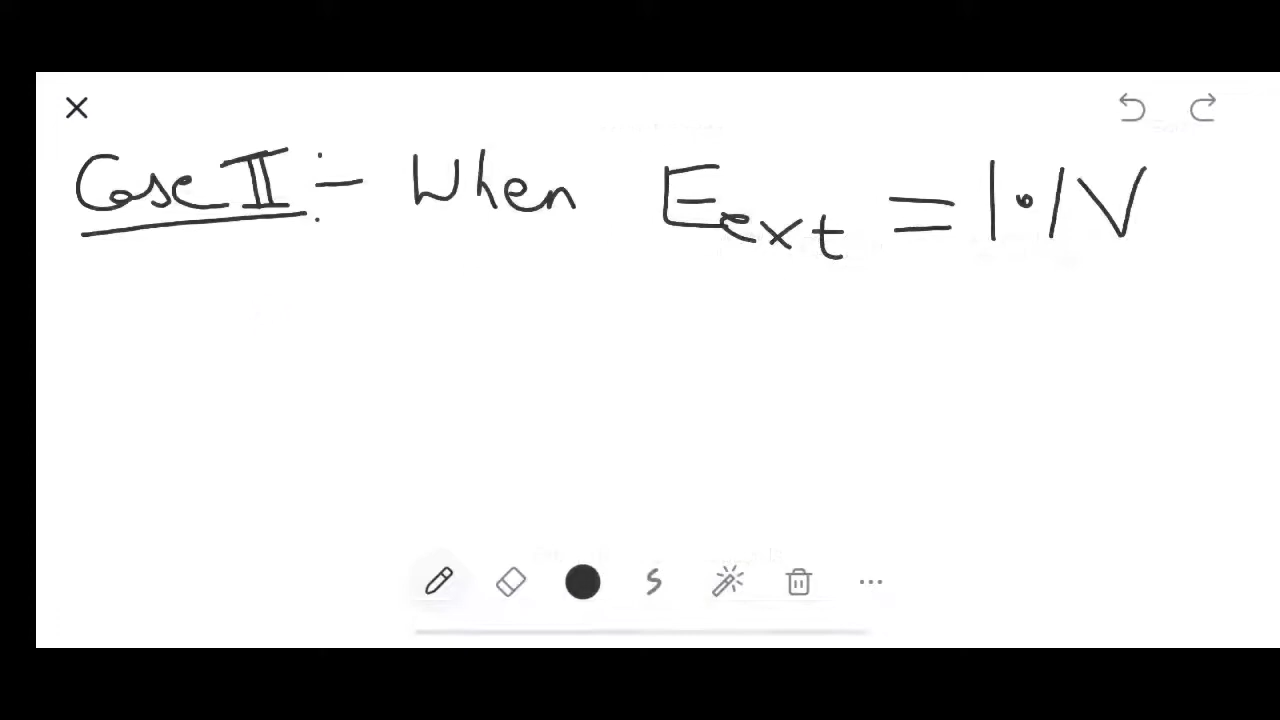 Case II :- When Eext = 1.1V